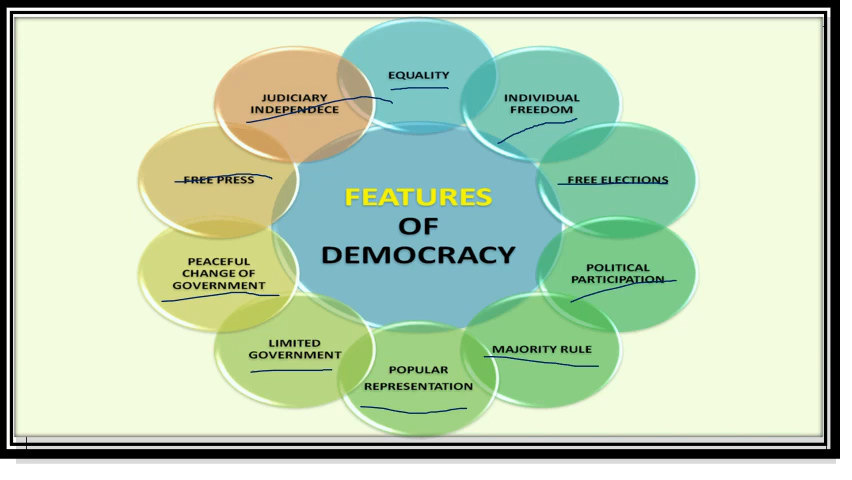 EQUALITY
INDIVIDUAL
FREEDOM
FREE ELECTIONS
POLITICAL
PARTICIPATION
MAJORITY RULE
POPULAR
REPRESENTATION
LIMITED
GOVERNMENT
PEACEFUL
CHANGE OF
GOVERNMENT
FREE PRESS
JUDICIARY
INDEPENDECE
FEATURES
OF
DEMOCRACY